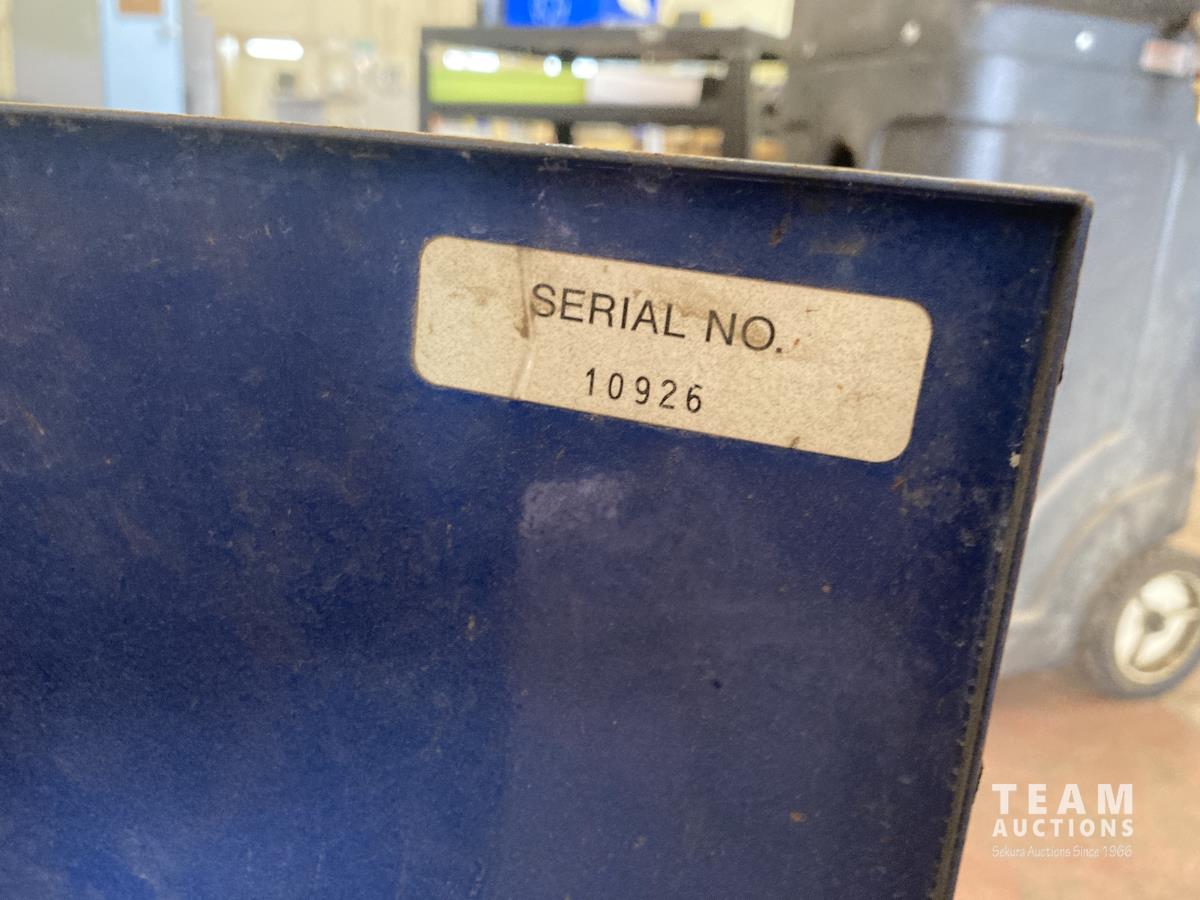 SERIAL NO.
10926
TEAM
AUCTIONS
Sekura Auctions Since 1966